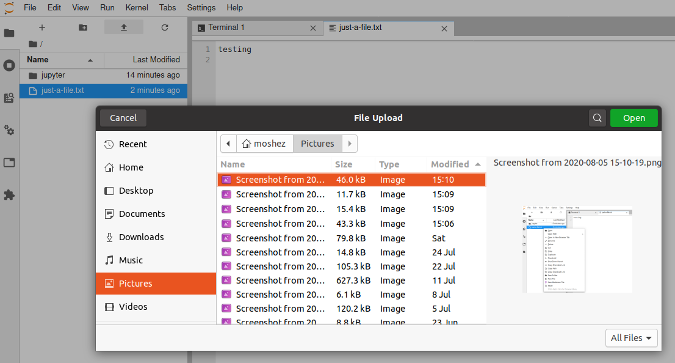 File Edit View Run Kernel Tabs Settings Help
Terminal 1
just-a-file.txt
/
Name Last Modified
jupyter 14 minutes ago
just-a-file.txt 2 minutes ago
1 testing
2
Cancel File Upload Open
Recent
Home
Desktop
Documents
Downloads
Music
Pictures
Videos
moshez Pictures
Name Size Type Modified
Screenshot from 20... 46.0 kB Image 15:10
Screenshot from 20... 11.7 kB Image 15:09
Screenshot from 20... 15.4 kB Image 15:09
Screenshot from 20... 43.3 kB Image 15:06
Screenshot from 20... 79.8 kB Image Sat
Screenshot from 20... 14.8 kB Image 24 Jul
Screenshot from 20... 105.3 kB Image 22 Jul
Screenshot from 20... 627.3 kB Image 11 Jul
Screenshot from 20... 6.1 kB Image 8 Jul
Screenshot from 20... 120.2 kB Image 5 Jul
Screenshot from 20... 8.8 kB Image 23 Jun
Screenshot from 2020-08-05 15-10-19.png
All Files